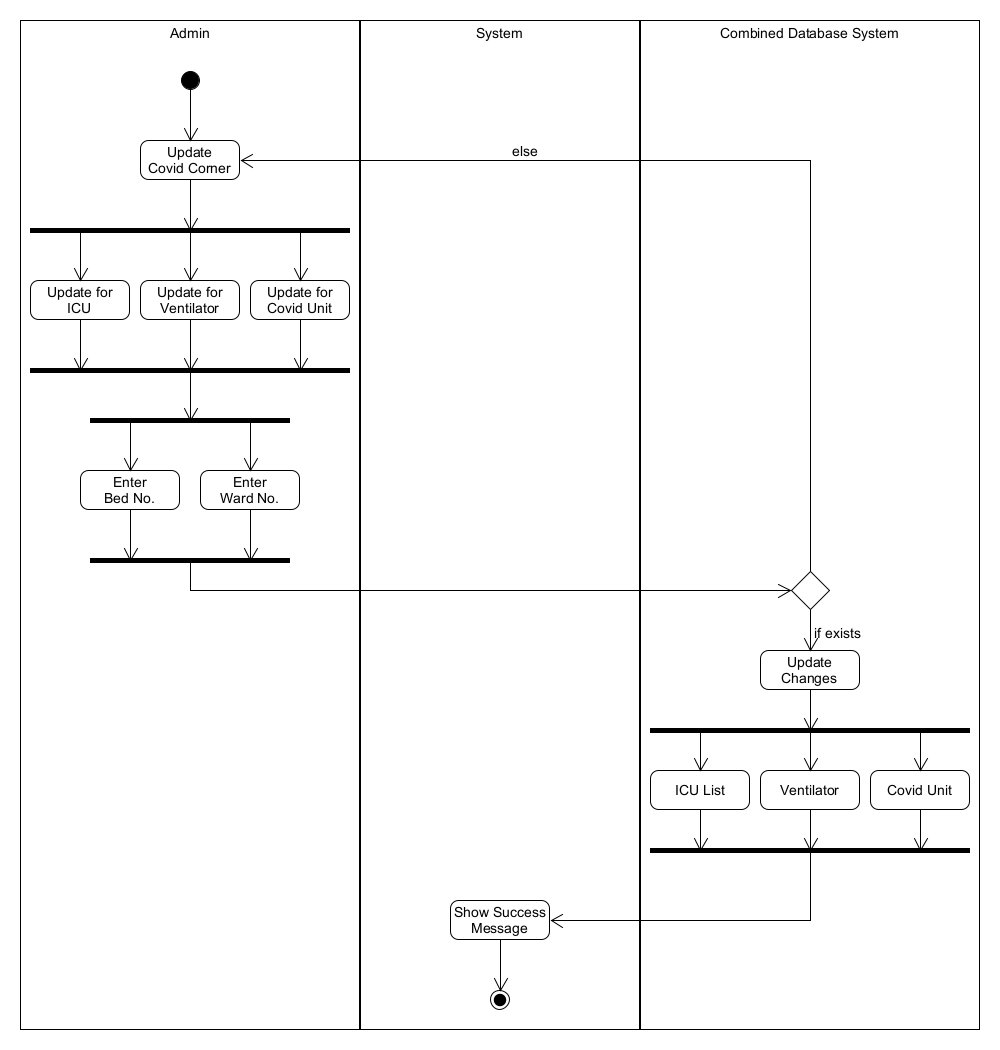 Admin
System
Combined Database System
Update
Covid Corner
else
Update for
ICU
Update for
Ventilator
Update for
Covid Unit
Enter
Bed No.
Enter
Ward No.
if exists
Update
Changes
ICU List
Ventilator
Covid Unit
Show Success
Message